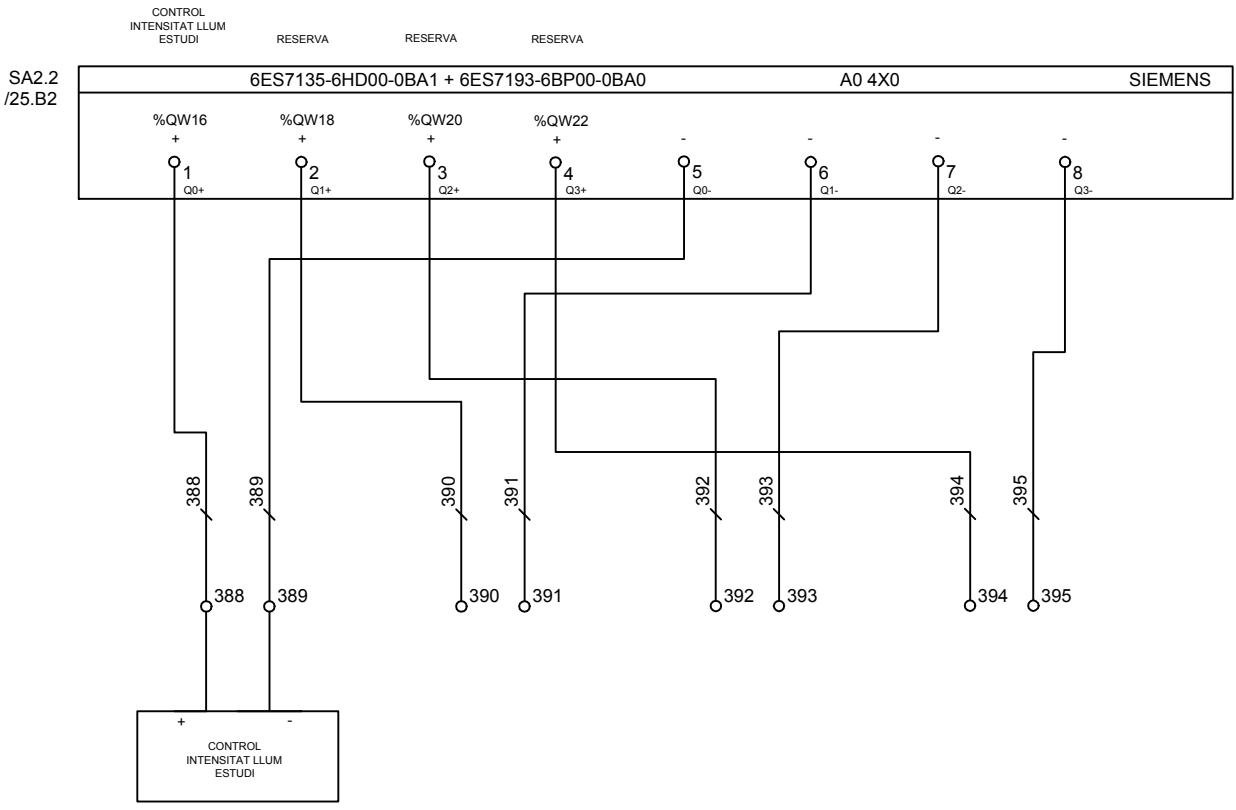 CONTROL
INTENSITAT LLUM
ESTUDI
RESERVA
RESERVA
RESERVA
SA2.2
/25.B2
6ES7135-6HD00-0BA1 + 6ES7193-6BP00-0BA0 A0 4X0 SIEMENS
%QW16 %QW18 %QW20 %QW22
+ + + + - - - -
1 2 3 4 5 6 7 8
Q0+ Q1+ Q2+ Q3+ Q0- Q1- Q2- Q3-
388 389 390 391 392 393 394 395
388 389 390 391 392 393 394 395
+ -
CONTROL
INTENSITAT LLUM
ESTUDI